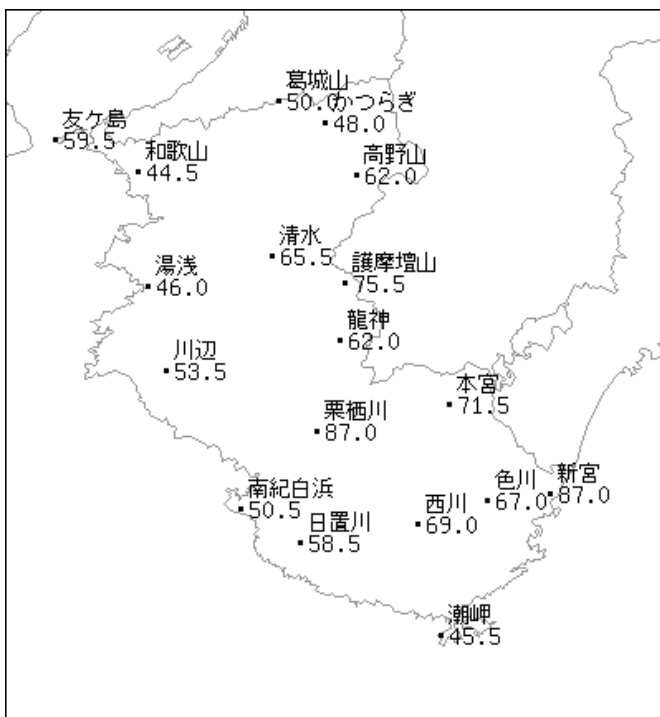 葛城山
50.0
かつらぎ
48.0
友ケ島
59.5
和歌山
44.5
高野山
62.0
清水
65.5
湯浅
46.0
護摩壇山
75.5
龍神
62.0
川辺
53.5
本宮
71.5
栗栖川
87.0
新宮
87.0
色川
67.0
南紀白浜
50.5
西川
69.0
日置川
58.5
潮岬
45.5